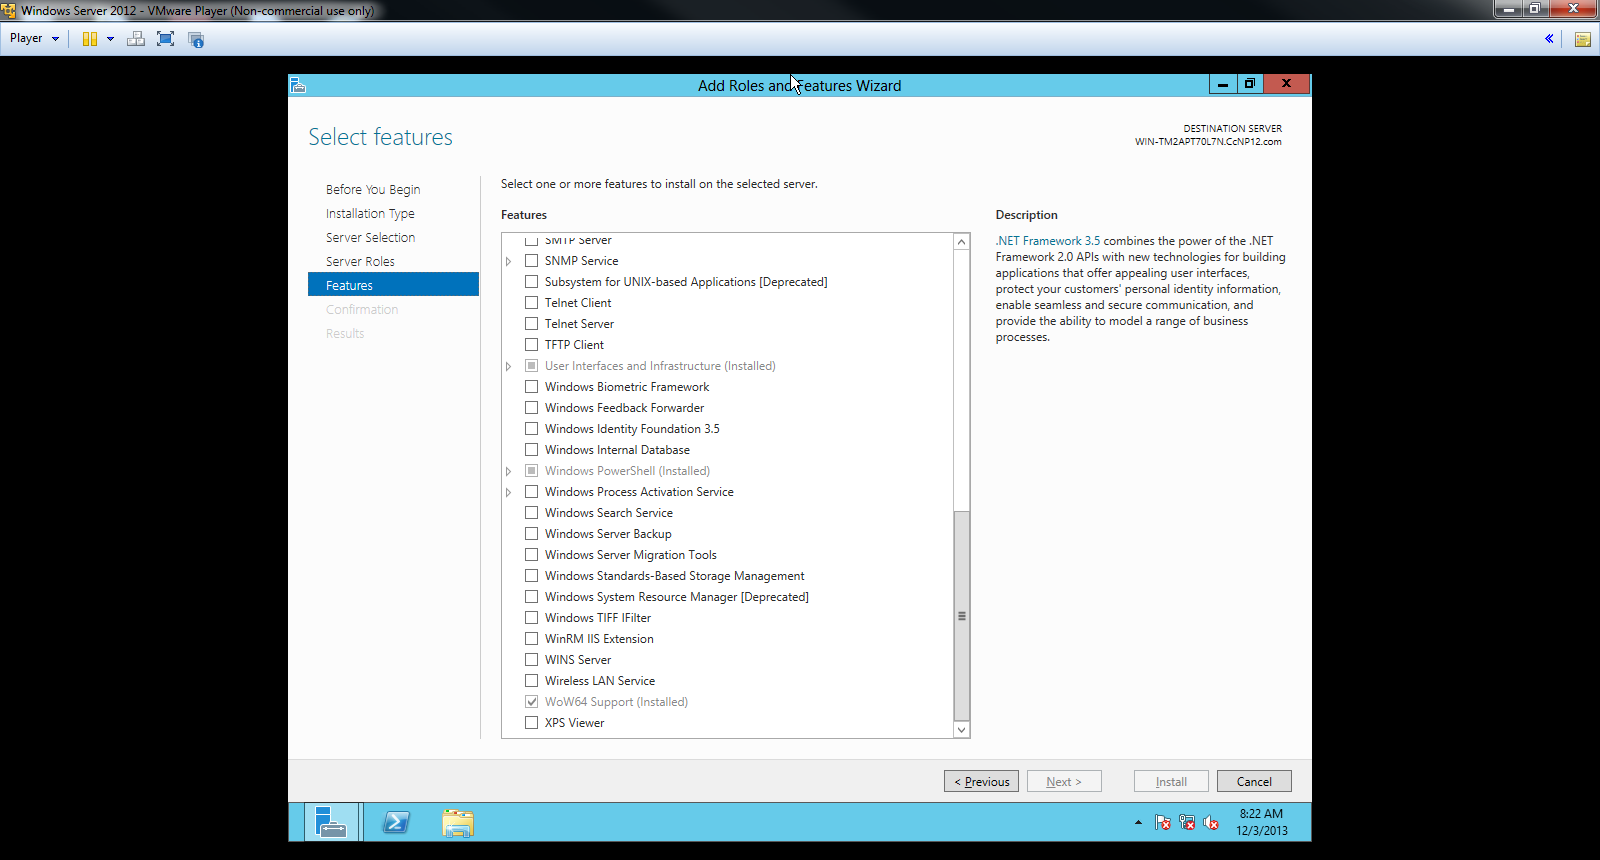 Windows Server 2012 - VMware Player (Non-commercial use only)
Player
Add Roles and Features Wizard
Select features
DESTINATION SERVER
WIN-TM2APT70L7N.CcNP12.com
Before You Begin
Installation Type
Server Selection
Server Roles
Features
Confirmation
Results
Select one or more features to install on the selected server.
Features
SMTP Server
SNMP Service
Subsystem for UNIX-based Applications [Deprecated]
Telnet Client
Telnet Server
TFTP Client
User Interfaces and Infrastructure (Installed)
Windows Biometric Framework
Windows Feedback Forwarder
Windows Identity Foundation 3.5
Windows Internal Database
Windows PowerShell (Installed)
Windows Process Activation Service
Windows Search Service
Windows Server Backup
Windows Server Migration Tools
Windows Standards-Based Storage Management
Windows System Resource Manager [Deprecated]
Windows TIFF IFilter
WinRM IIS Extension
WINS Server
Wireless LAN Service
WoW64 Support (Installed)
XPS Viewer
Description
.NET Framework 3.5 combines the power of the .NET
Framework 2.0 APIs with new technologies for building
applications that offer appealing user interfaces,
protect your customers' personal identity information,
enable seamless and secure communication, and
provide the ability to model a range of business
processes.
< Previous
Next >
Install
Cancel
8:22 AM
12/3/2013